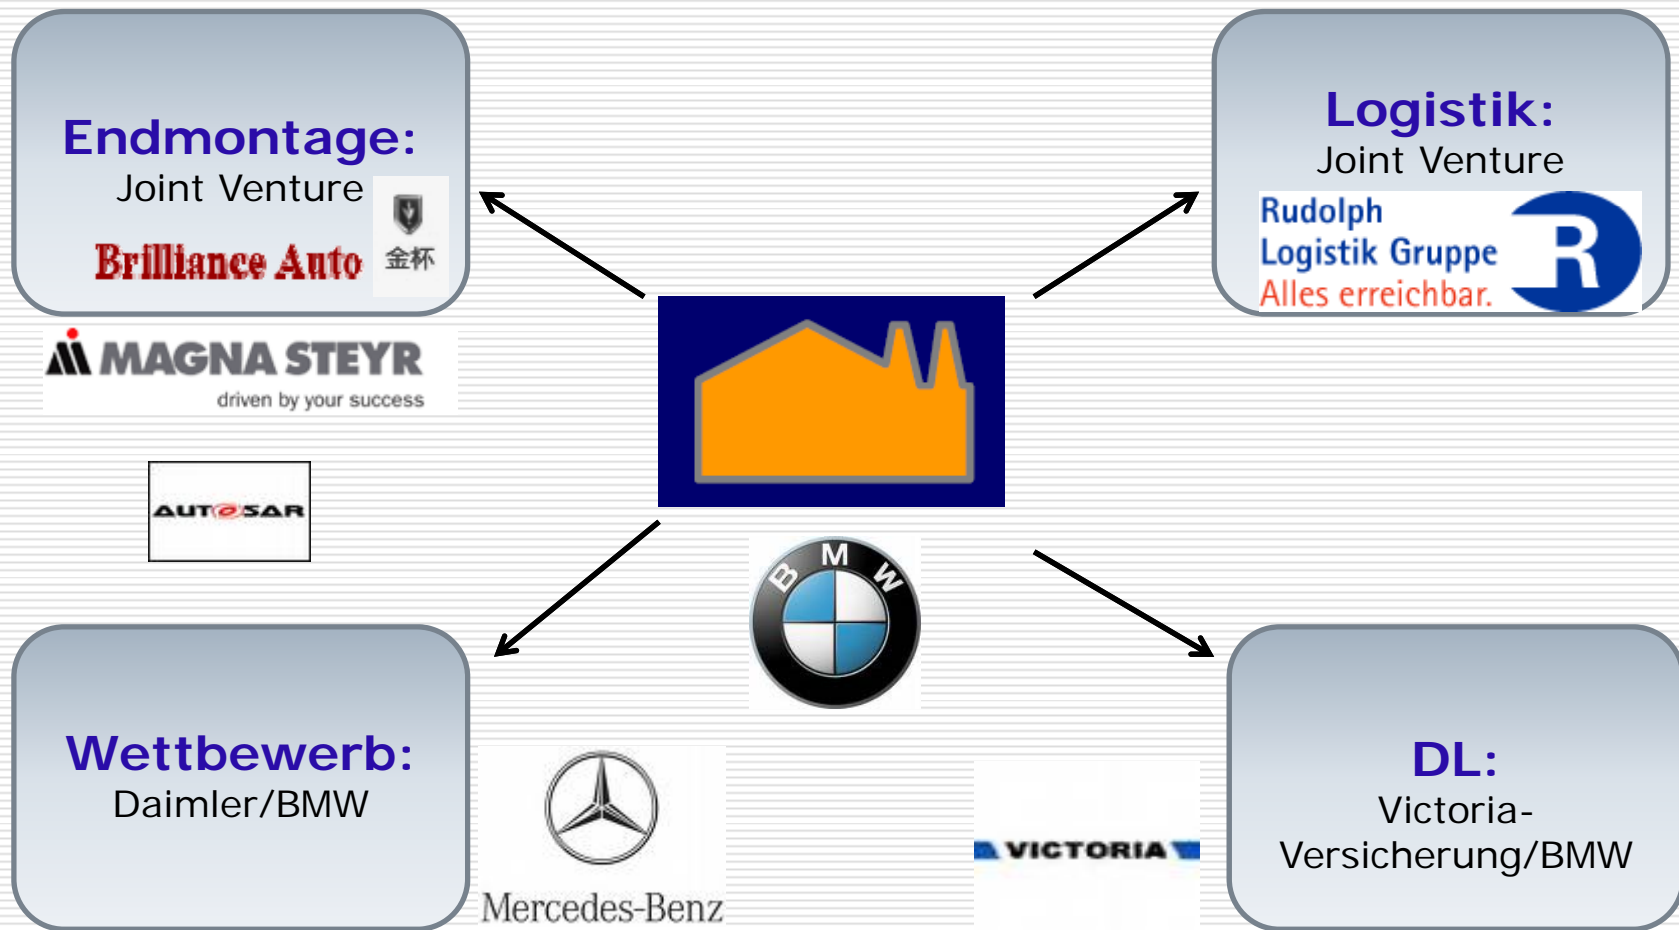 Endmontage:
Joint Venture
Brilliance Auto
金杯
MAGNA STEYR
driven by your success
AUTOSAR
Logistik:
Joint Venture
Rudolph
Logistik Gruppe
Alles erreichbar.
BMW
Wettbewerb:
Daimler/BMW
Mercedes-Benz
VICTORIA
DL:
Victoria-
Versicherung/BMW